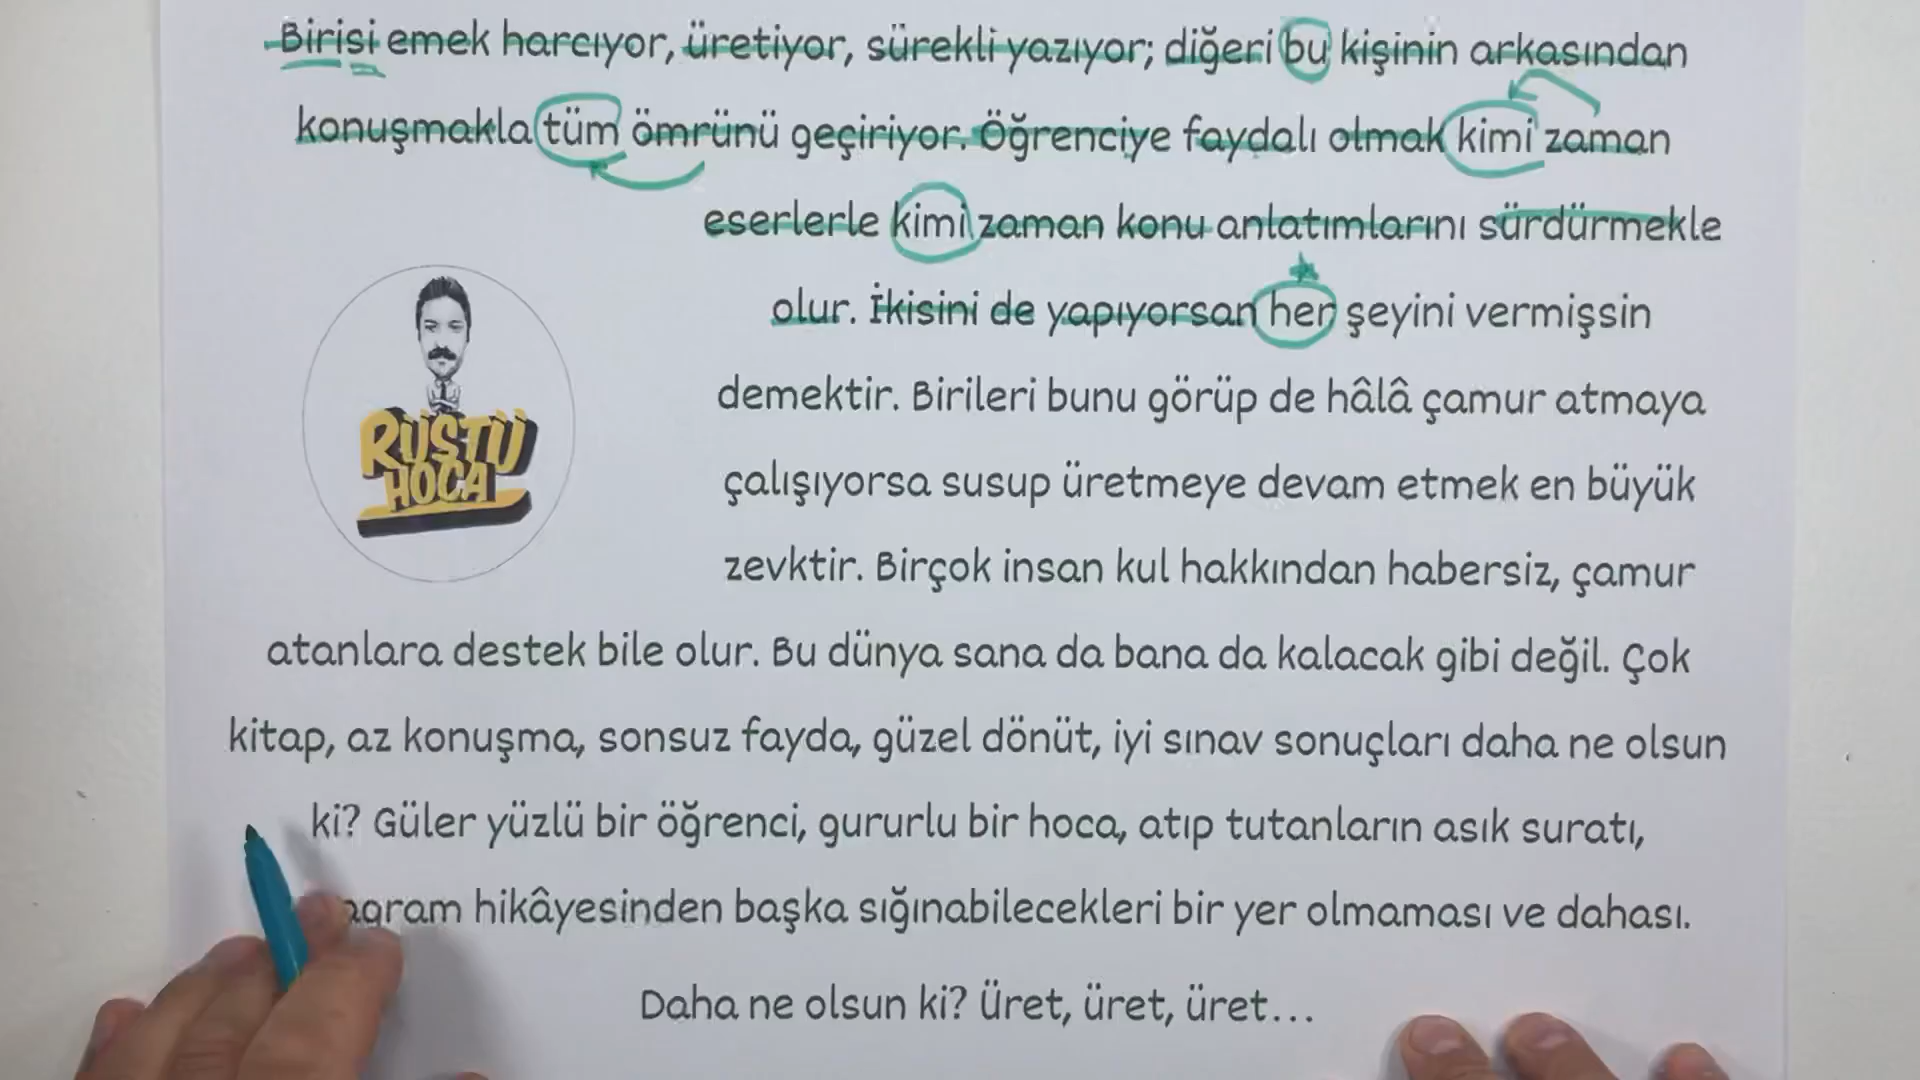 Birisi emek harcıyor, üretiyor, sürekli yazıyor; diğeri bu kişinin arkasından
konuşmakla tüm ömrünü geçiriyor. Öğrenciye faydalı olmak kimi zaman
eserlerle kimi zaman konu anlatımlarını sürdürmekle
olur. İkisini de yapıyorsan her şeyini vermişsin
demektir. Birileri bunu görüp de hâlâ çamur atmaya
çalışıyorsa susup üretmeye devam etmek en büyük
zevktir. Birçok insan kul hakkından habersiz, çamur
atanlara destek bile olur. Bu dünya sana da bana da kalacak gibi değil. Çok
kitap, az konuşma, sonsuz fayda, güzel dönüt, iyi sınav sonuçları daha ne olsun
ki? Güler yüzlü bir öğrenci, gururlu bir hoca, atıp tutanların asık suratı,
hikâyesinden başka sığınabilecekleri bir yer olmaması ve dahası.
Daha ne olsun ki? Üret, üret, üret...
RÜŞTÜ
HOCA